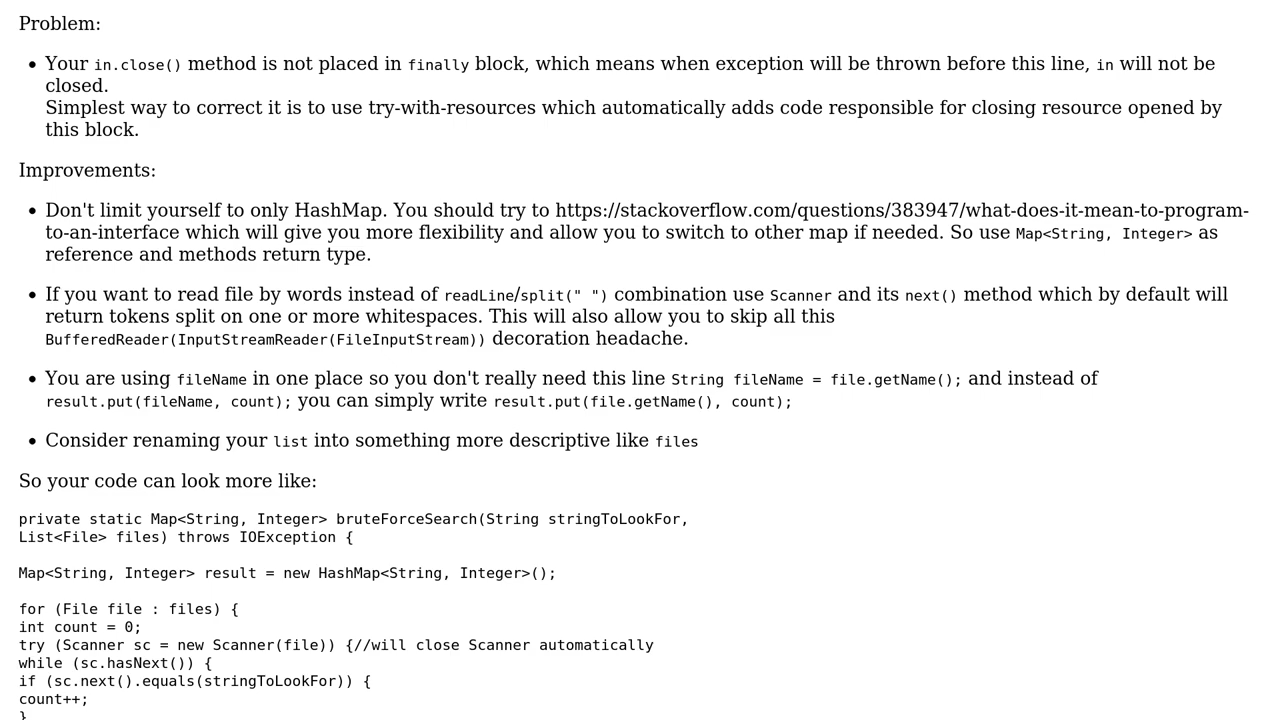 Problem:
• Your in.close() method is not placed in finally block, which means when exception will be thrown before this line, in will not be
closed.
Simplest way to correct it is to use try-with-resources which automatically adds code responsible for closing resource opened by
this block.
Improvements:
• Don't limit yourself to only HashMap. You should try to https://stackoverflow.com/questions/383947/what-does-it-mean-to-program-
to-an-interface which will give you more flexibility and allow you to switch to other map if needed. So use Map<String, Integer> as
reference and methods return type.
• If you want to read file by words instead of readLine/split(" ") combination use Scanner and its next() method which by default will
return tokens split on one or more whitespaces. This will also allow you to skip all this
BufferedReader(InputStreamReader(FileInputStream)) decoration headache.
• You are using fileName in one place so you don't really need this line String fileName = file.getName(); and instead of
result.put(fileName, count); you can simply write result.put(file.getName(), count);
• Consider renaming your list into something more descriptive like files
So your code can look more like:
private static Map<String, Integer> bruteForceSearch(String stringToLookFor,
List<File> files) throws IOException {
Map<String, Integer> result = new HashMap<String, Integer>();
for (File file : files) {
int count = 0;
try (Scanner sc = new Scanner(file)) {//will close Scanner automatically
while (sc.hasNext()) {
if (sc.next().equals(stringToLookFor)) {
count++;
}